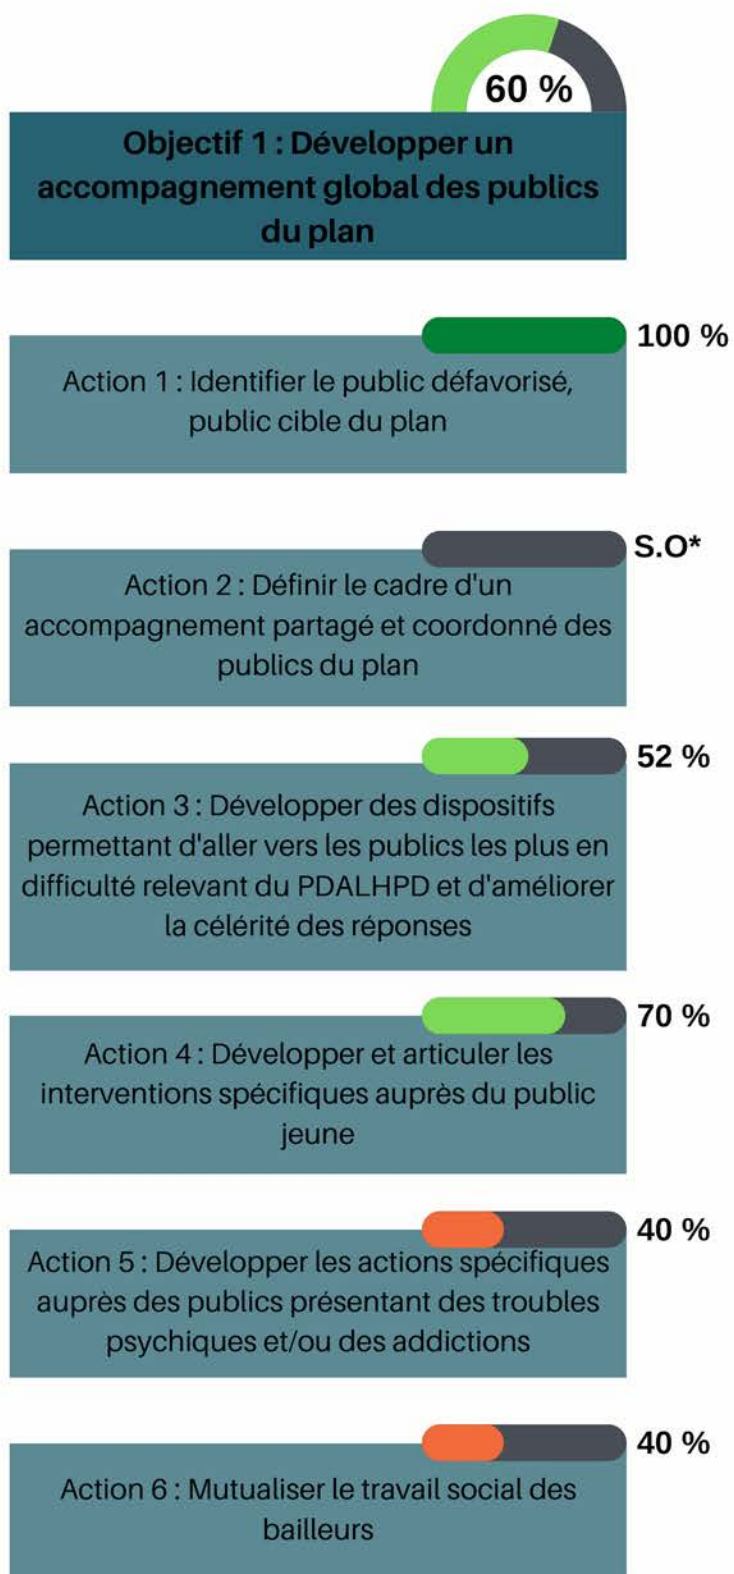 60 %
Objectif 1 : Développer un
accompagnement global des publics
du plan
100 %
Action 1 : Identifier le public défavorisé,
public cible du plan
S.O*
Action 2 : Définir le cadre d'un
accompagnement partagé et coordonné des
publics du plan
52 %
Action 3 : Développer des dispositifs
permettant d'aller vers les publics les plus en
difficulté relevant du PDALHPD et d'améliorer
la célérité des réponses
70 %
Action 4 : Développer et articuler les
interventions spécifiques auprès du public
jeune
40 %
Action 5 : Développer les actions spécifiques
auprès des publics présentant des troubles
psychiques et/ou des addictions
40 %
Action 6 : Mutualiser le travail social des
bailleurs